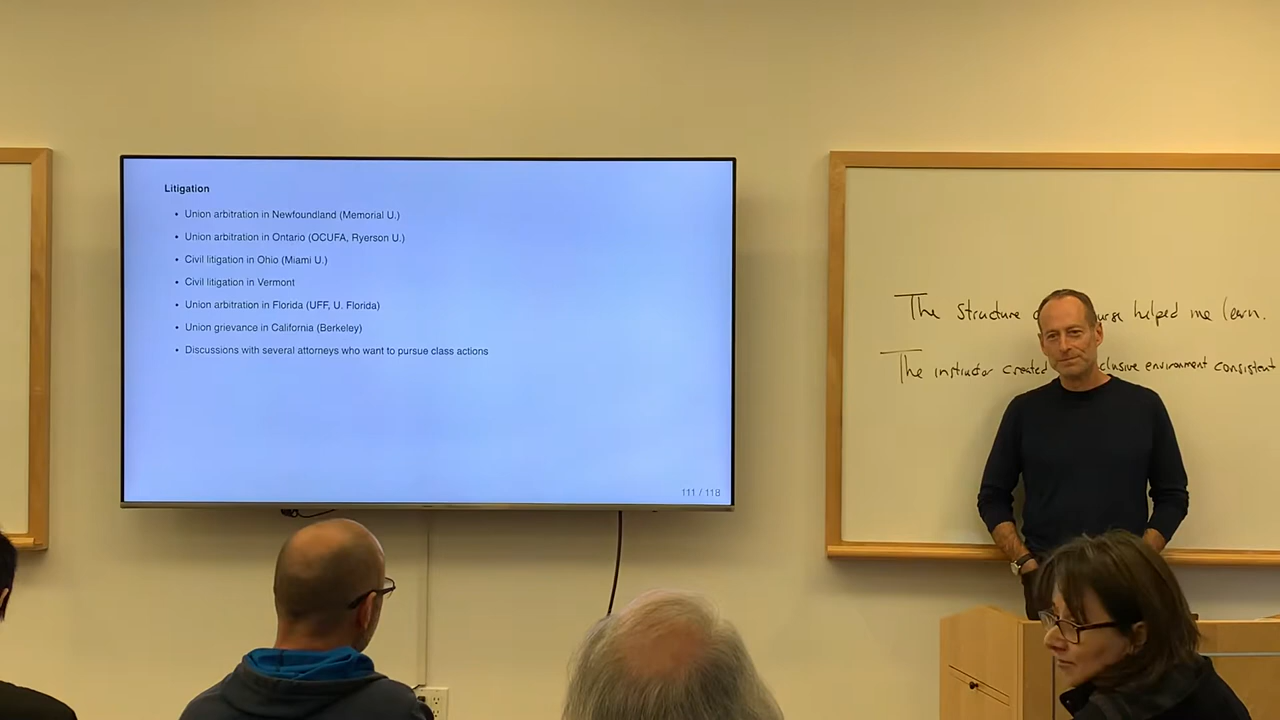 Litigation
• Union arbitration in Newfoundland (Memorial U.)
• Union arbitration in Ontario (OCUFA, Ryerson U.)
• Civil litigation in Ohio (Miami U.)
• Civil litigation in Vermont
• Union arbitration in Florida (UFF, U. Florida)
• Union grievance in California (Berkeley)
• Discussions with several attorneys who want to pursue class actions
111 / 118
The structure helped me learn.
The instructor created environment consistent